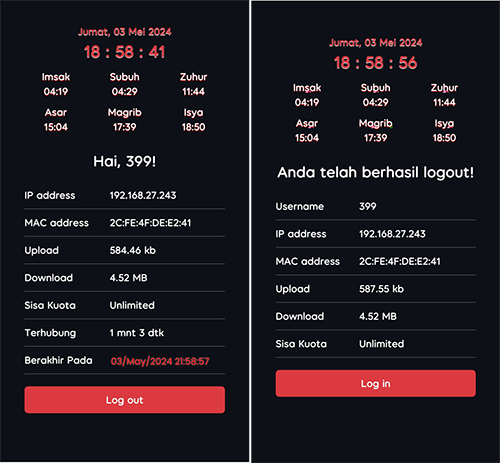 Jumat, 03 Mei 2024
18 : 58 : 41
Imsak Subuh Zuhur
04:19 04:29 11:44
Asar Magrib Isya
15:04 17:39 18:50
Hai, 399!
IP address 192.168.27.243
MAC address 2C:FE:4F:DE:E2:41
Upload 584.46 kb
Download 4.52 MB
Sisa Kuota Unlimited
Terhubung 1 mnt 3 dtk
Berakhir Pada 03/May/2024 21:58:57
Log out
Jumat, 03 Mei 2024
18 : 58 : 56
Imsak Subuh Zuhur
04:19 04:29 11:44
Asar Magrib Isya
15:04 17:39 18:50
Anda telah berhasil logout!
Username 399
IP address 192.168.27.243
MAC address 2C:FE:4F:DE:E2:41
Upload 587.55 kb
Download 4.52 MB
Sisa Kuota Unlimited
Log in